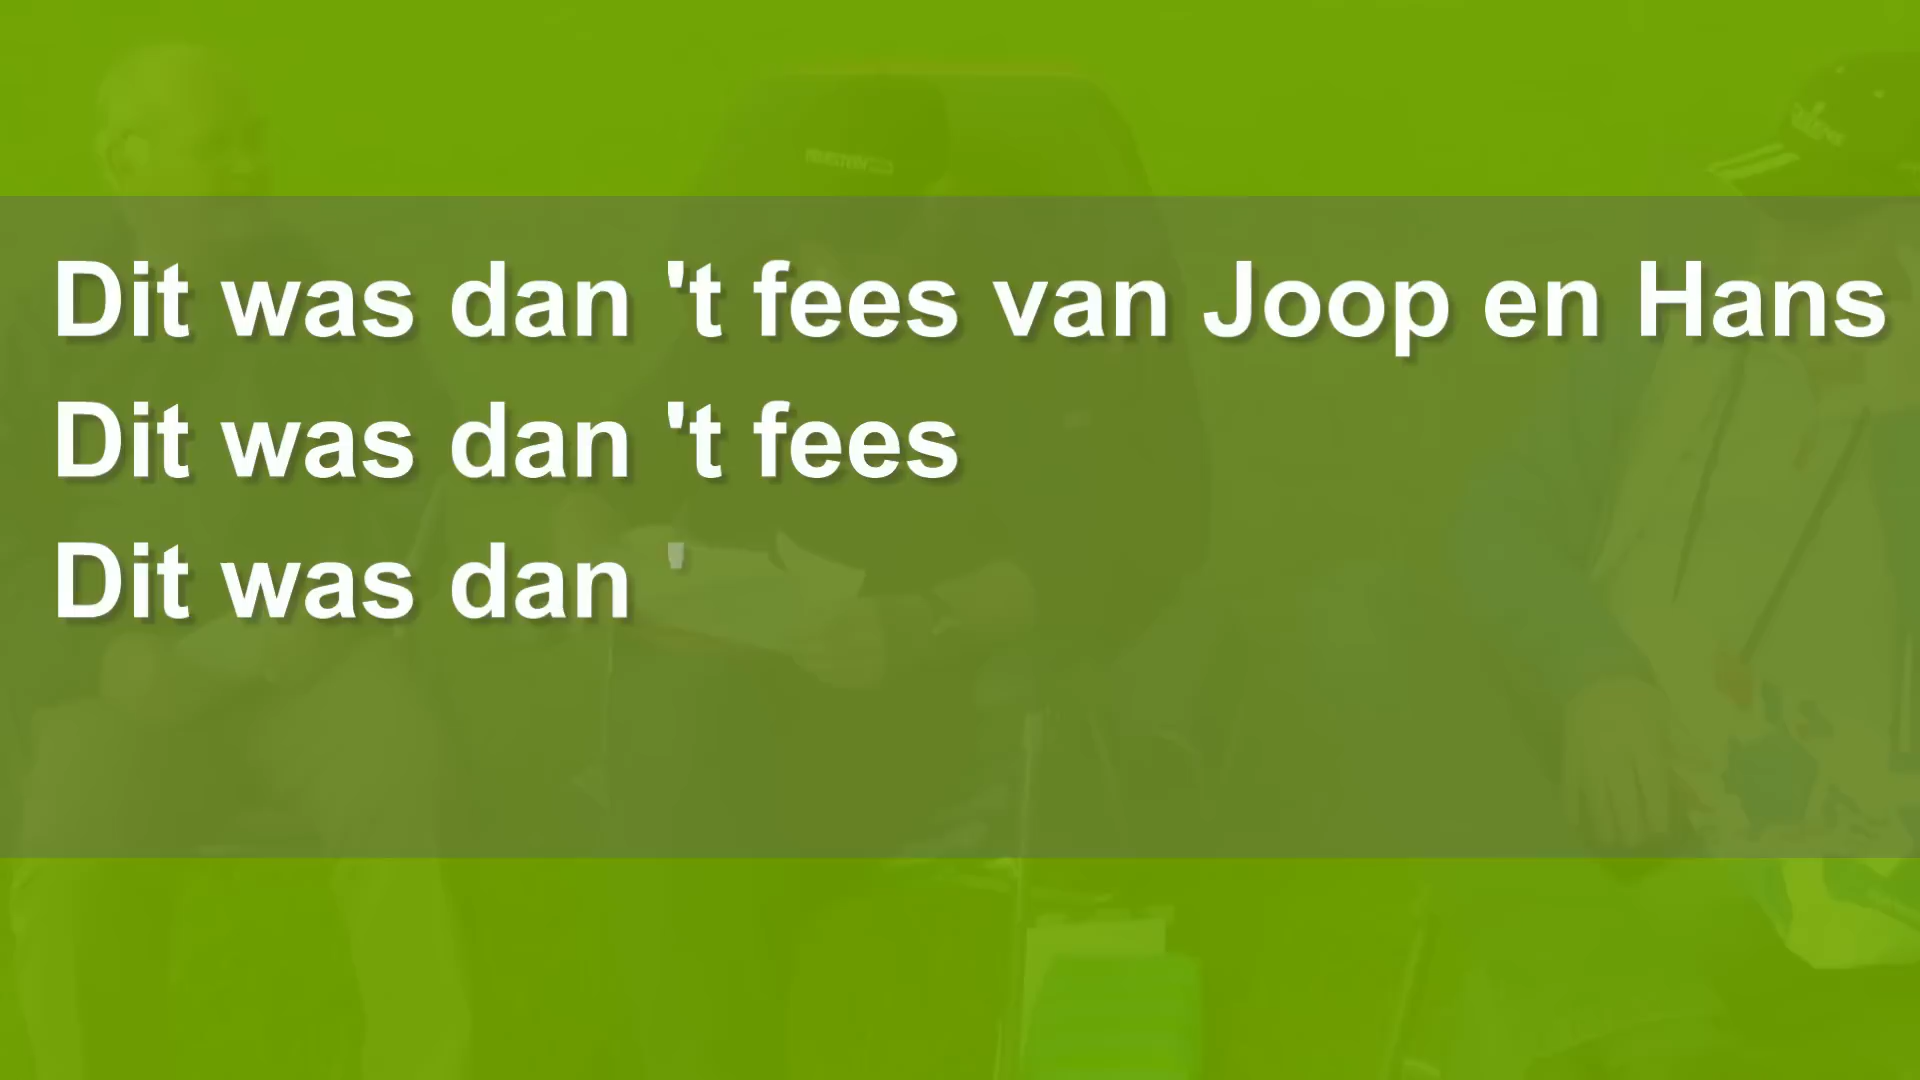 Dit was dan 't fees van Joop en Hans
Dit was dan 't fees
Dit was dan '